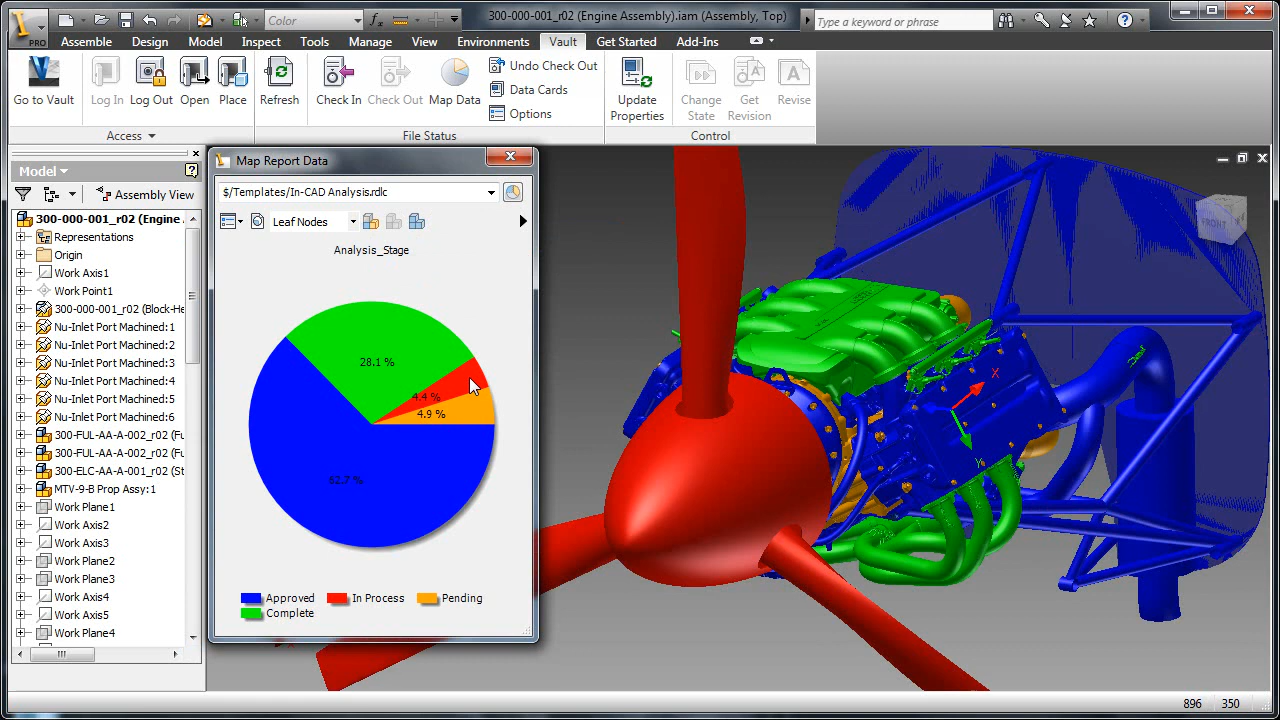 PRO
Color
300-000-001_r02 (Engine Assembly).iam (Assembly, Top)
Type a keyword or phrase
Assemble Design Model Inspect Tools Manage View Environments Vault Get Started Add-Ins
Go to Vault
Log In
Log Out
Open
Place
Refresh
Check In
Check Out
Map Data
Undo Check Out
Data Cards
Options
Update Properties
Change State
Get Revision
Revise
Access
File Status
Control
Model
Assembly View
300-000-001_r02 (Engine
Representations
Origin
Work Axis1
Work Point1
300-000-001_r02 (Block-He
Nu-Inlet Port Machined:1
Nu-Inlet Port Machined:2
Nu-Inlet Port Machined:3
Nu-Inlet Port Machined:4
Nu-Inlet Port Machined:5
Nu-Inlet Port Machined:6
300-FUL-AA-A-002_r02 (Fu
300-FUL-AA-A-002_r02 (Fu
300-ELC-AA-A-001_r02 (St
MTV-9-B Prop Assy:1
Work Plane1
Work Axis2
Work Axis3
Work Plane2
Work Plane3
Work Axis4
Work Axis5
Work Plane4
Map Report Data
$/Templates/In-CAD Analysis.rdlc
Leaf Nodes
Analysis_Stage
28.1 %
4.4 %
4.9 %
62.7 %
Approved In Process Pending
Complete
FRONT
X
896 350